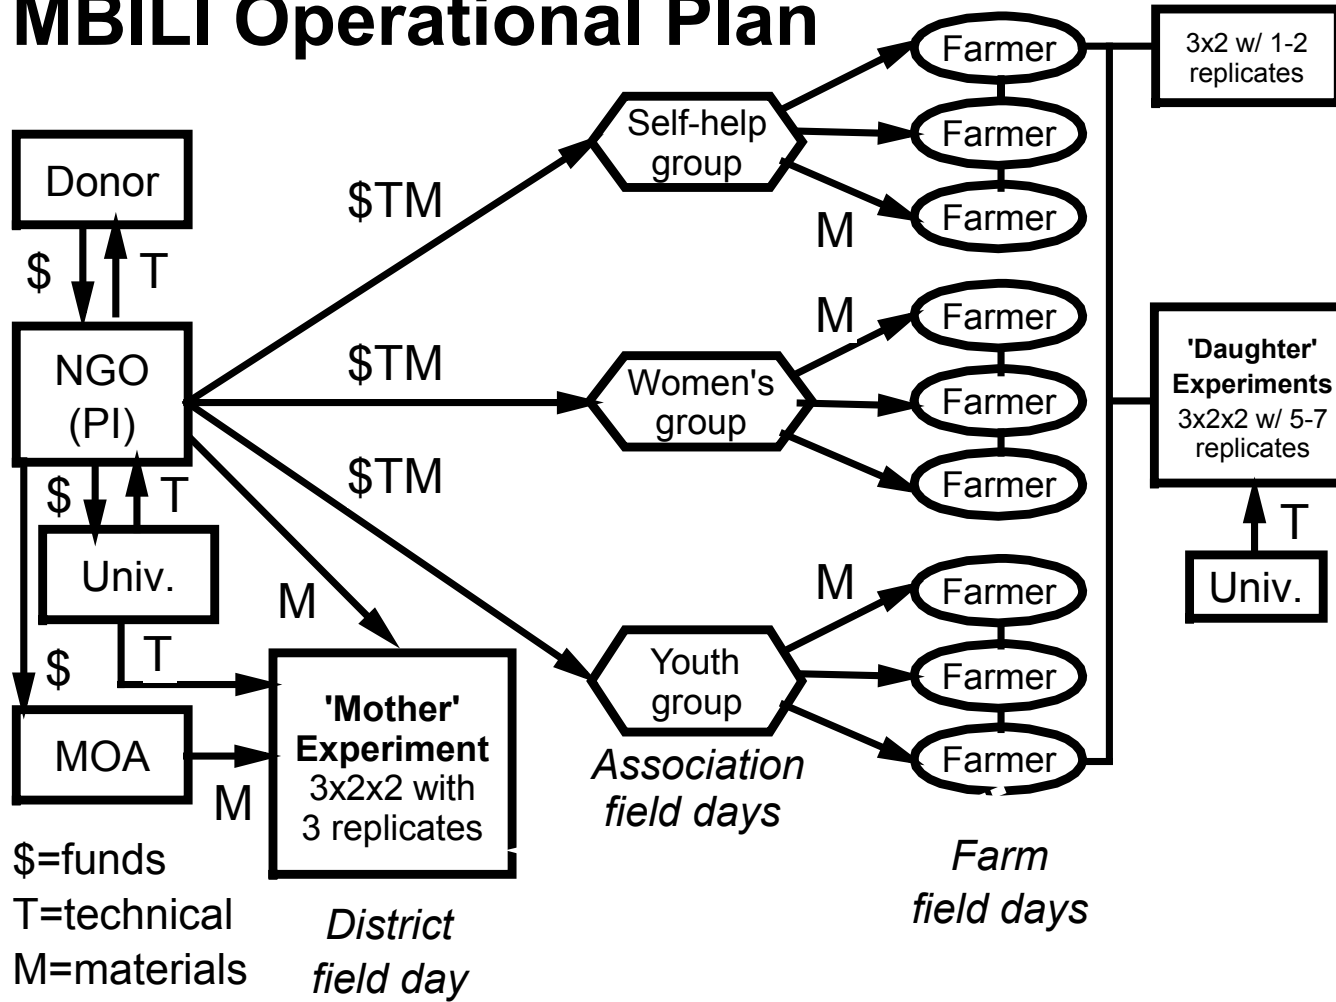 MBILI Operational Plan
Donor
$
T
NGO
(PI)
$
T
Univ.
$
T
MOA
M
$TM
$TM
$TM
M
'Mother'
Experiment
3x2x2 with
3 replicates
District
field day
$=funds
T=technical
M=materials
Self-help
group
Women's
group
Youth
group
Association
field days
M
M
M
Farmer
Farmer
Farmer
Farmer
Farmer
Farmer
Farmer
Farmer
Farmer
Farm
field days
3x2 w/ 1-2
replicates
'Daughter'
Experiments
3x2x2 w/ 5-7
replicates
T
Univ.